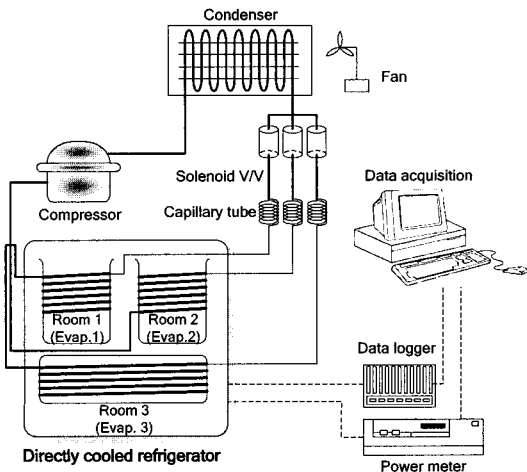 Condenser
Fan
Solenoid V/V
Data acquisition
Compressor
Capillary tube
Room 1
(Evap.1)
Room 2
(Evap.2)
Data logger
Room 3
(Evap. 3)
Directly cooled refrigerator
Power meter